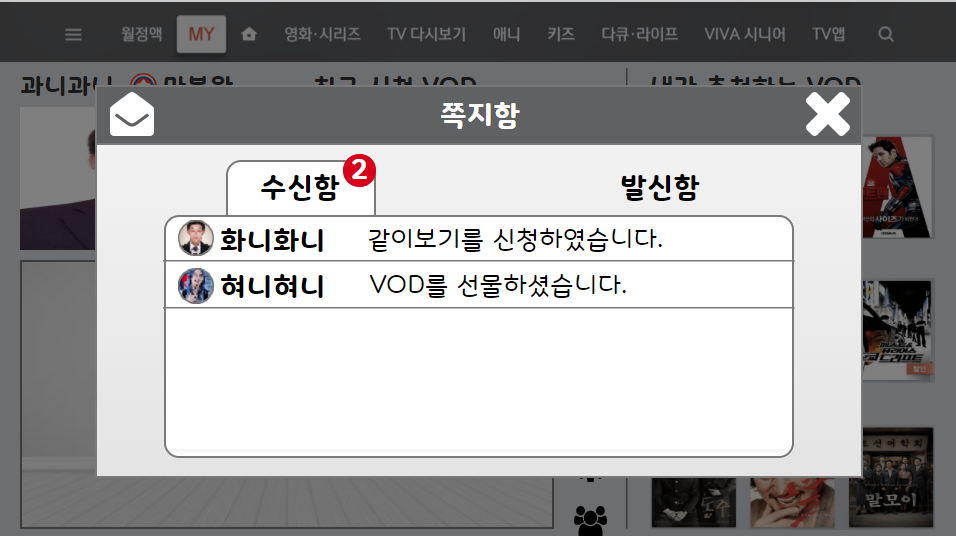 월정액 MY 영화·시리즈 TV 다시보기 애니 키즈 다큐·라이프 VIVA 시니어 TV앱
쪽지함
수신함 2 발신함
화니화니 같이보기를 신청하였습니다.
혀니혀니 VOD를 선물하셨습니다.
말모이